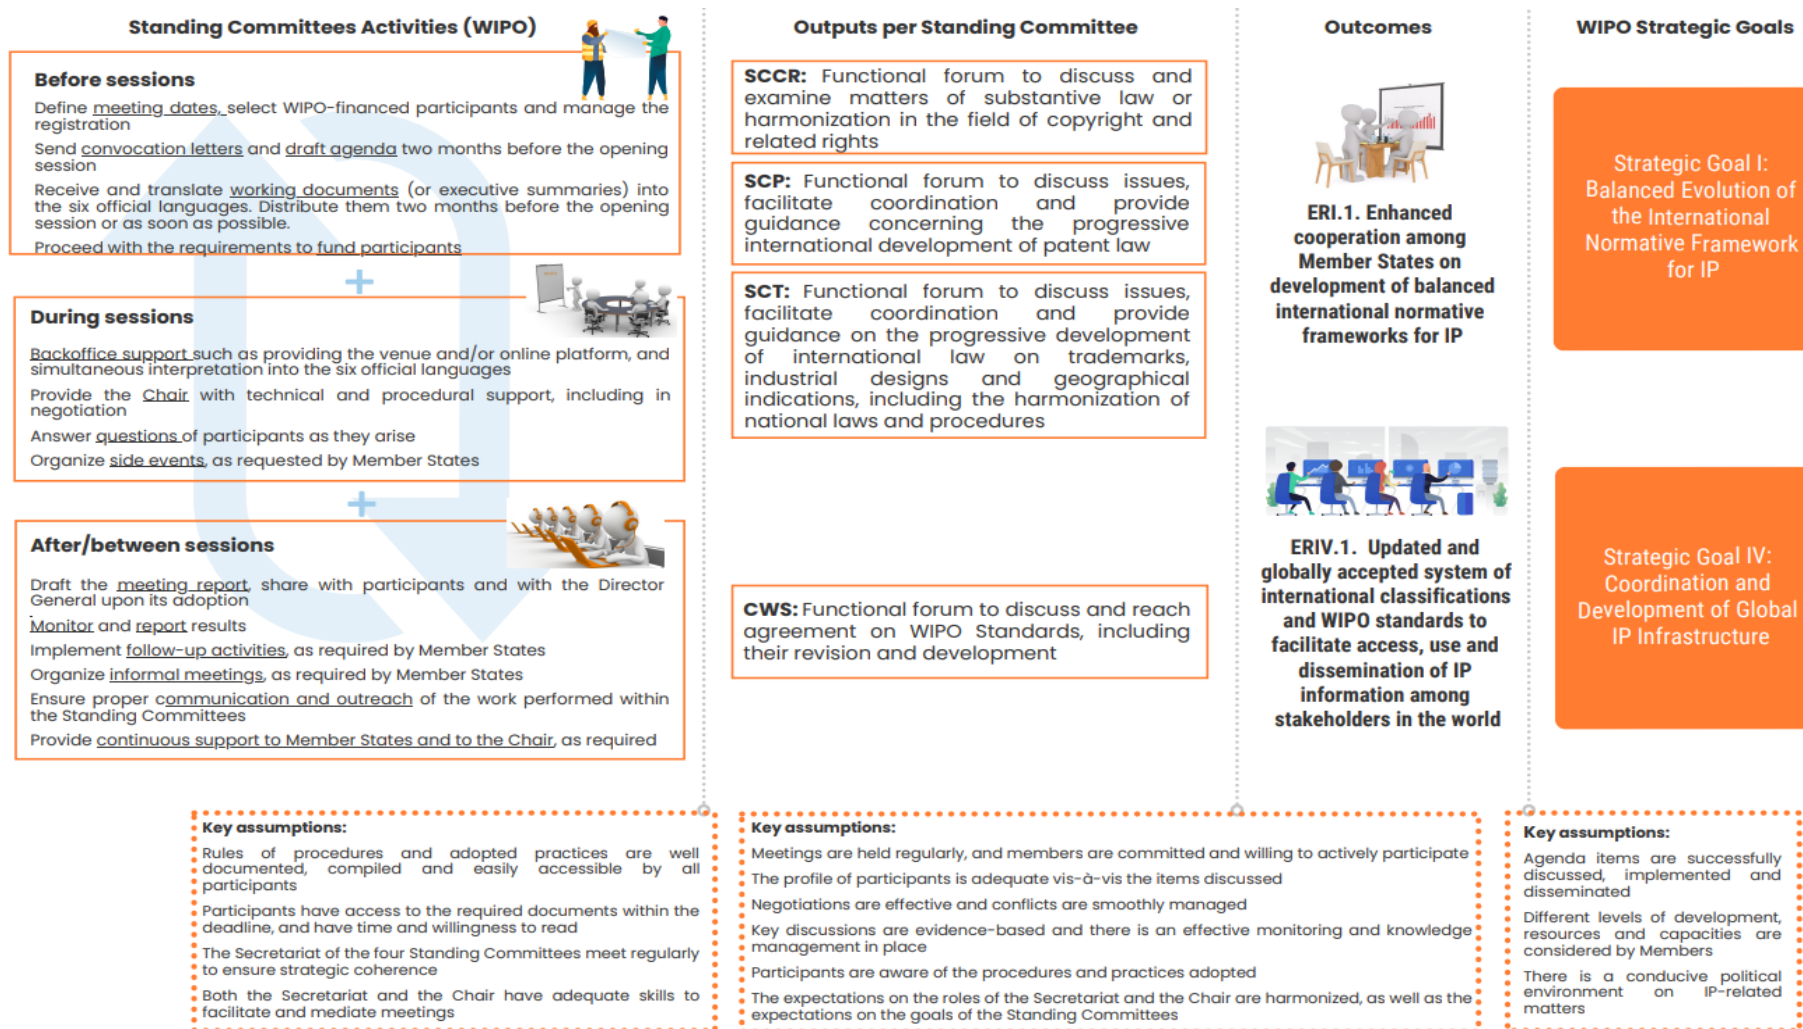 Standing Committees Activities (WIPO)
Before sessions
Define meeting dates, select WIPO-financed participants and manage the
registration
Send convocation letters and draft agenda two months before the opening
session
Receive and translate working documents (or executive summaries) into
the six official languages. Distribute them two months before the opening
session or as soon as possible.
Proceed with the requirements to fund participants
+
During sessions
Backoffice support such as providing the venue and/or online platform, and
simultaneous interpretation into the six official languages
Provide the Chair with technical and procedural support, including in
negotiation
Answer questions of participants as they arise
Organize side events, as requested by Member States
+
After/between sessions
Draft the meeting report, share with participants and with the Director
General upon its adoption
Monitor and report results
Implement follow-up activities, as required by Member States
Organize informal meetings, as required by Member States
Ensure proper communication and outreach of the work performed within
the Standing Committees
Provide continuous support to Member States and to the Chair, as required
Outputs per Standing Committee
SCCR: Functional forum to discuss and
examine matters of substantive law or
harmonization in the field of copyright and
related rights
SCP: Functional forum to discuss issues,
facilitate coordination and provide
guidance concerning the progressive
international development of patent law
SCT: Functional forum to discuss issues,
facilitate coordination and provide
guidance on the progressive development
of international law on trademarks,
industrial designs and geographical
indications, including the harmonization of
national laws and procedures
CWS: Functional forum to discuss and reach
agreement on WIPO Standards, including
their revision and development
Outcomes
ERI.1. Enhanced
cooperation among
Member States on
development of balanced
international normative
frameworks for IP
ERIV.1. Updated and
globally accepted system of
international classifications
and WIPO standards to
facilitate access, use and
dissemination of IP
information among
stakeholders in the world
WIPO Strategic Goals
Strategic Goal I:
Balanced Evolution of
the International
Normative Framework
for IP
Strategic Goal IV:
Coordination and
Development of Global
IP Infrastructure
Key assumptions:
Rules of procedures and adopted practices are well
documented, compiled and easily accessible by all
participants
Participants have access to the required documents within the
deadline, and have time and willingness to read
The Secretariat of the four Standing Committees meet regularly
to ensure strategic coherence
Both the Secretariat and the Chair have adequate skills to
facilitate and mediate meetings
Key assumptions:
Meetings are held regularly, and members are committed and willing to actively participate
The profile of participants is adequate vis-à-vis the items discussed
Negotiations are effective and conflicts are smoothly managed
Key discussions are evidence-based and there is an effective monitoring and knowledge
management in place
Participants are aware of the procedures and practices adopted
The expectations on the roles of the Secretariat and the Chair are harmonized, as well as the
expectations on the goals of the Standing Committees
Key assumptions:
Agenda items are successfully
discussed, implemented and
disseminated
Different levels of development,
resources and capacities are
considered by Members
There is a conducive political
environment on IP-related
matters